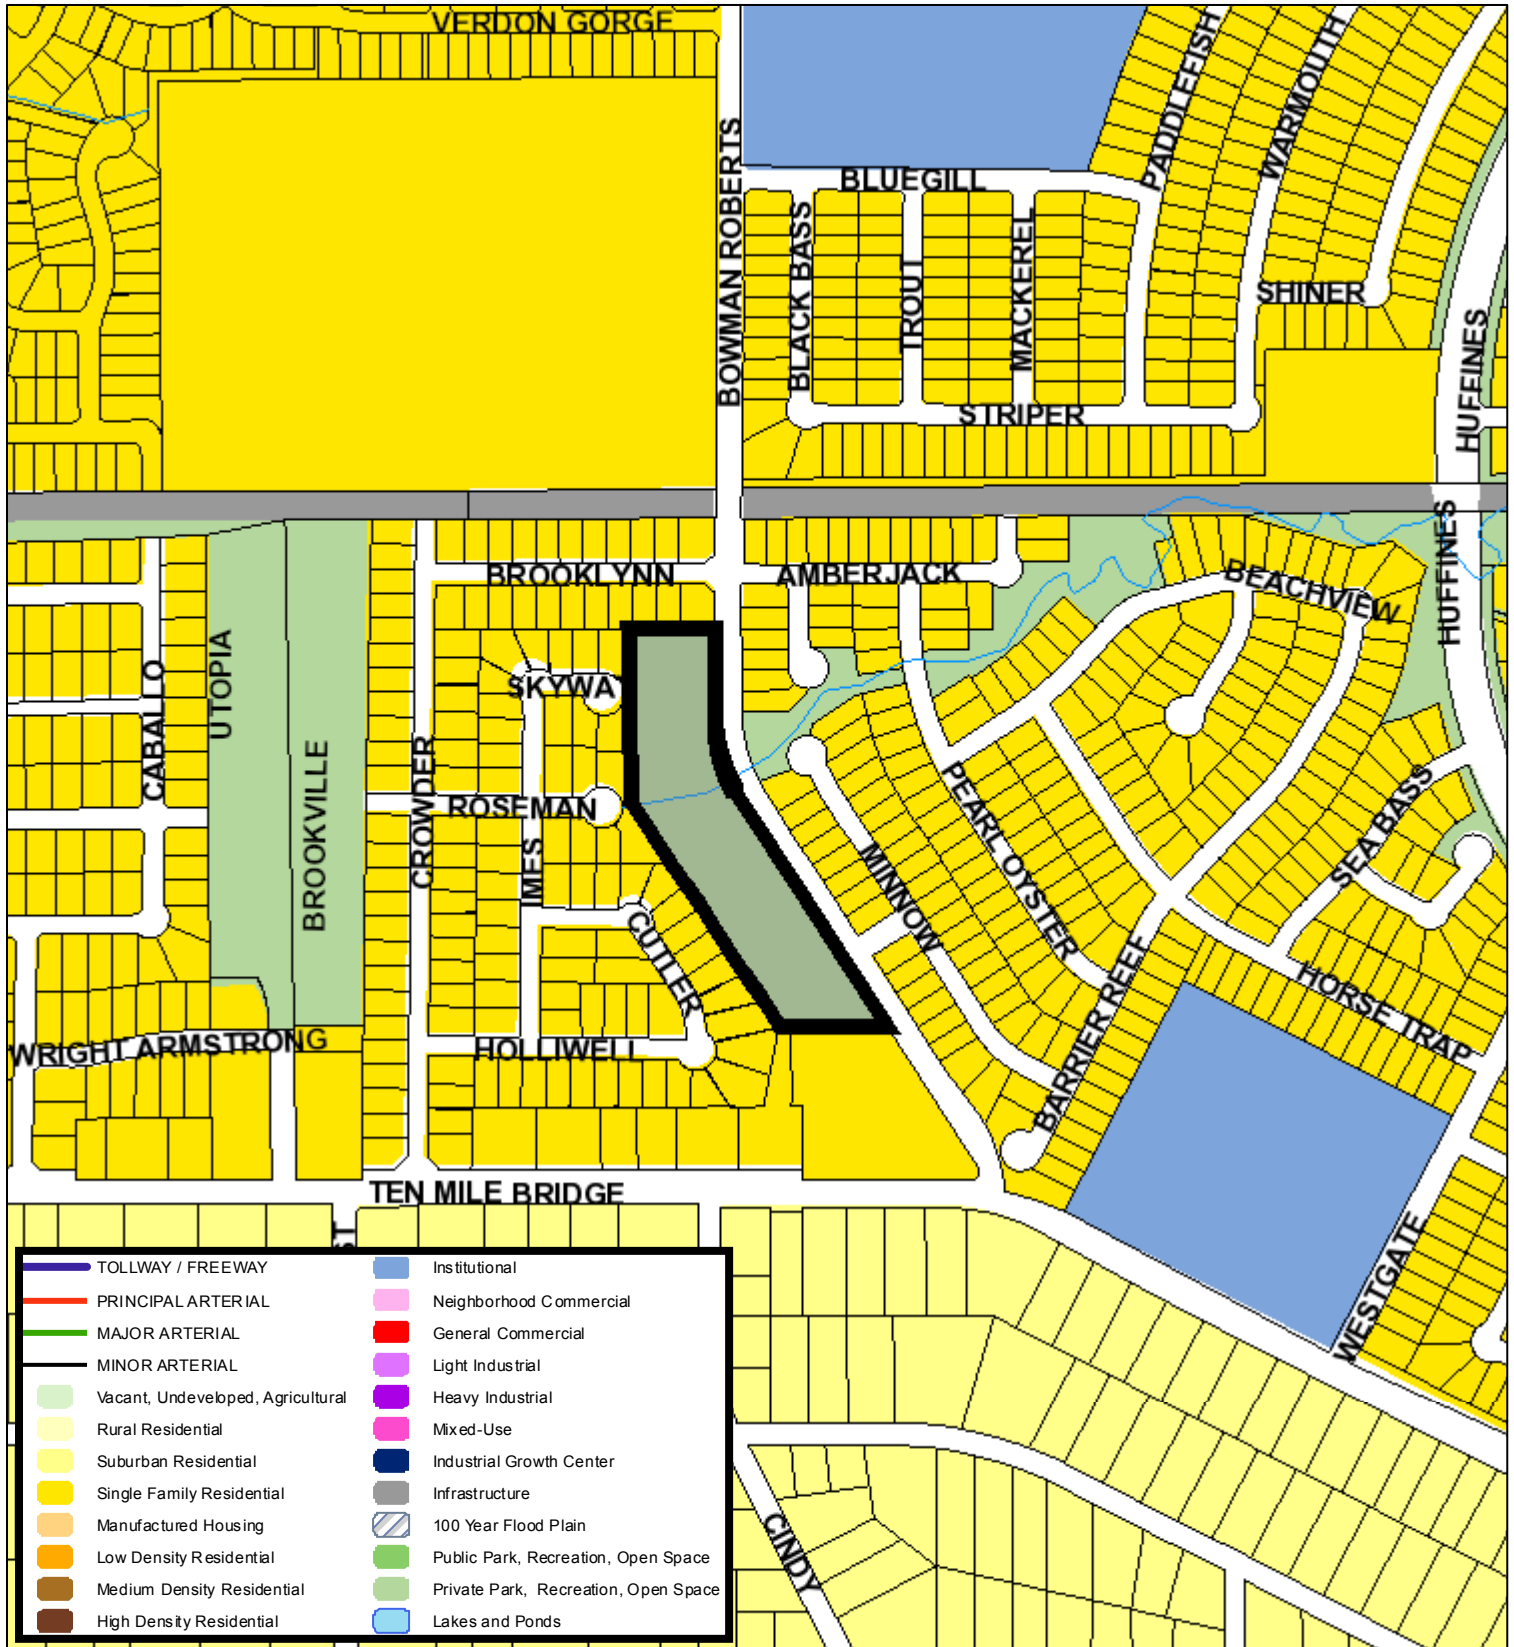 VERDON GORGE
PADDLEFISH
WARMOUTH
BOWMAN ROBERTS
BLUEGILL
BLACK BASS
TROUT
MACKEREL
SHINER
HUFFINES
STRIPER
BROOKLYNN
AMBERJACK
BEACHVIEW
HUFFINES
UTOPIA
CABALLO
SKYWA
BROOKVILLE
CROWDER
ROSEMAN
IMES
PEARL OYSTER
MINNOW
SEA BASS
CUTLER
BARRIER REEF
HORSE TRAP
WRIGHT ARMSTRONG
HOLLIWELL
TEN MILE BRIDGE
ST
WESTGATE
CINDY
TOLLWAY / FREEWAY
PRINCIPAL ARTERIAL
MAJOR ARTERIAL
MINOR ARTERIAL
Vacant, Undeveloped, Agricultural
Rural Residential
Suburban Residential
Single Family Residential
Manufactured Housing
Low Density Residential
Medium Density Residential
High Density Residential
Institutional
Neighborhood Commercial
General Commercial
Light Industrial
Heavy Industrial
Mixed-Use
Industrial Growth Center
Infrastructure
100 Year Flood Plain
Public Park, Recreation, Open Space
Private Park, Recreation, Open Space
Lakes and Ponds